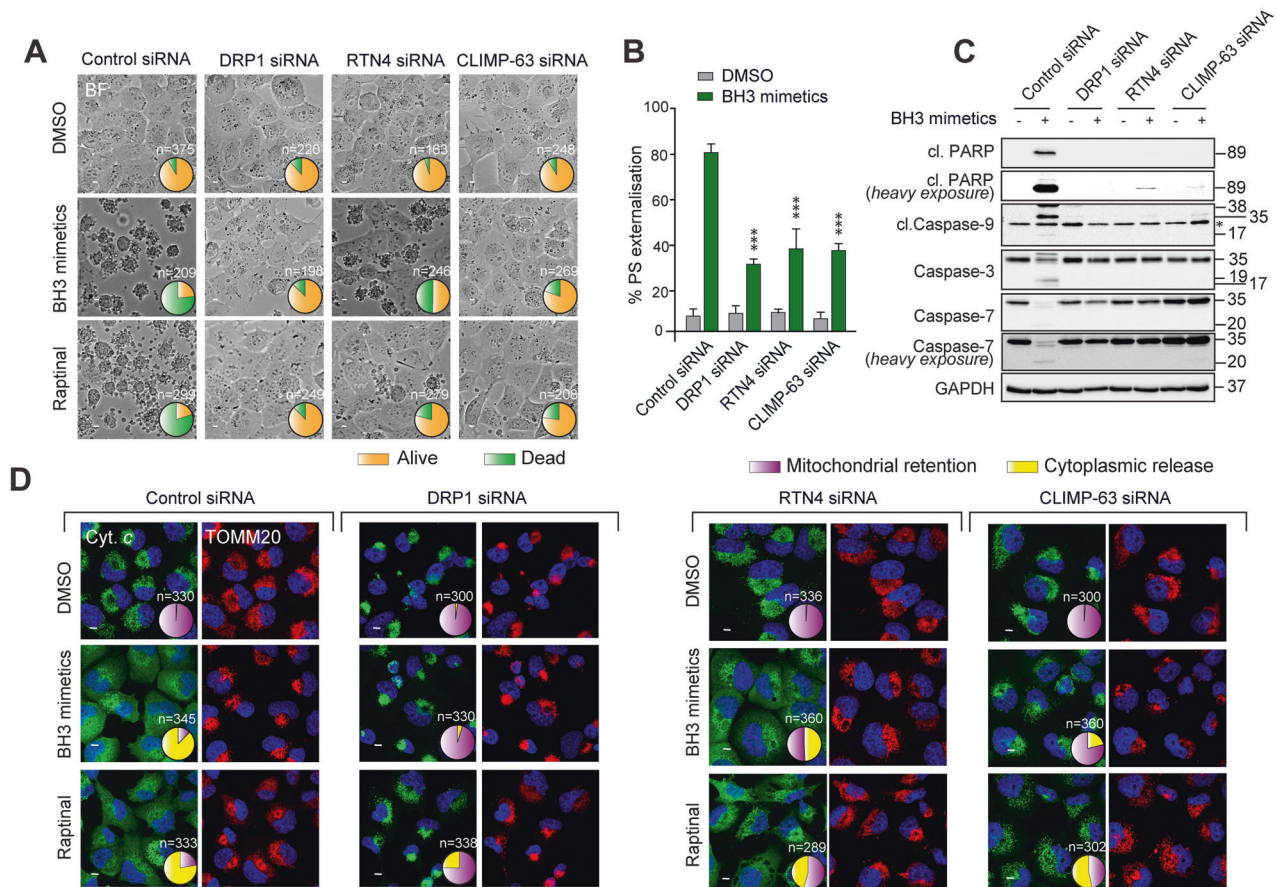 A
Control siRNA DRP1 siRNA RTN4 siRNA CLIMP-63 siRNA
BF
DMSO
n=375 n=220 n=163 n=248
BH3 mimetics
n=209 n=198 n=246 n=269
Raptinal
n=299 n=249 n=279 n=208
Alive Dead
B
DMSO
BH3 mimetics
% PS externalisation
100
80
60
40
20
0
*** *** ***
Control siRNA
DRP1 siRNA
RTN4 siRNA
CLIMP-63 siRNA
C
Control siRNA DRP1 siRNA RTN4 siRNA CLIMP-63 siRNA
BH3 mimetics - + - + - + - +
cl. PARP 89
cl. PARP
(heavy exposure) 89
38
cl.Caspase-9 35
*
17
Caspase-3 35
19 17
Caspase-7 35
20
Caspase-7 35
(heavy exposure) 20
GAPDH 37
D
Mitochondrial retention Cytoplasmic release
Control siRNA DRP1 siRNA RTN4 siRNA CLIMP-63 siRNA
Cyt. c TOMM20
DMSO
n=330 n=300
DMSO
n=336 n=300
BH3 mimetics
n=345 n=330
BH3 mimetics
n=360 n=360
Raptinal
n=333 n=338
Raptinal
n=289 n=302